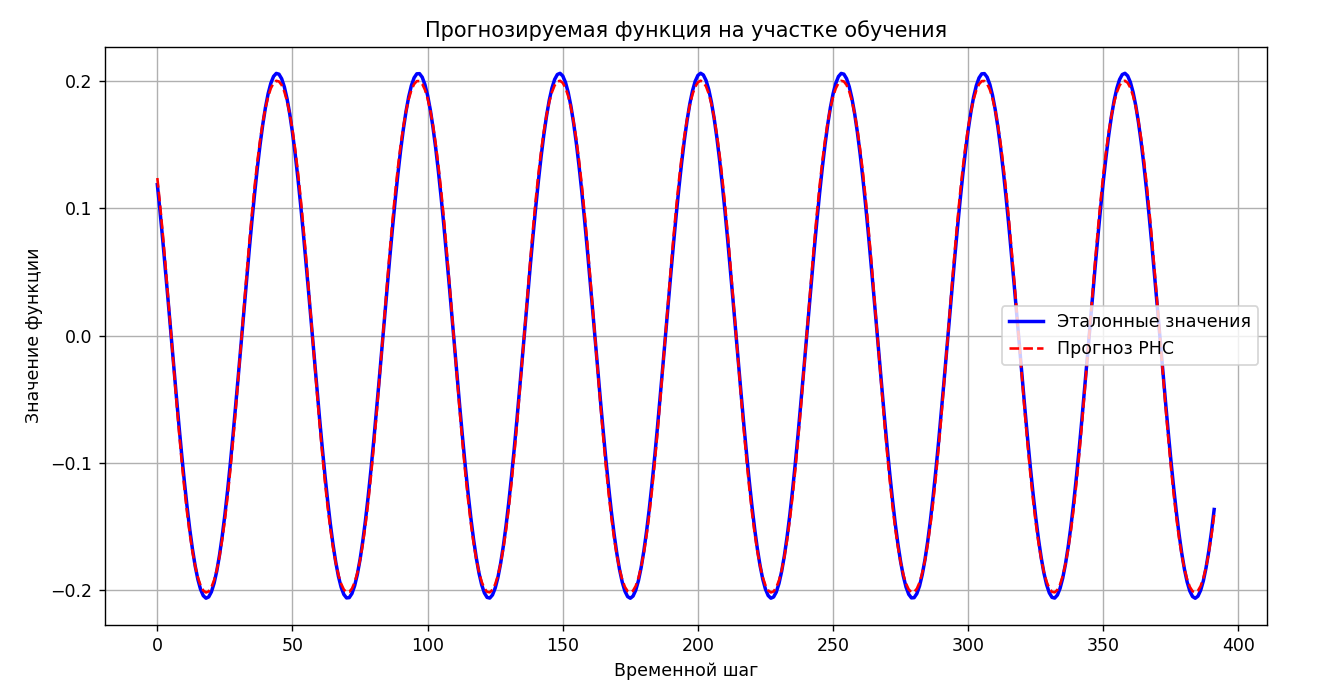 Прогнозируемая функция на участке обучения
Значение функции
0.2
0.1
0.0
−0.1
−0.2
Эталонные значения
Прогноз РНС
0 50 100 150 200 250 300 350 400
Временной шаг